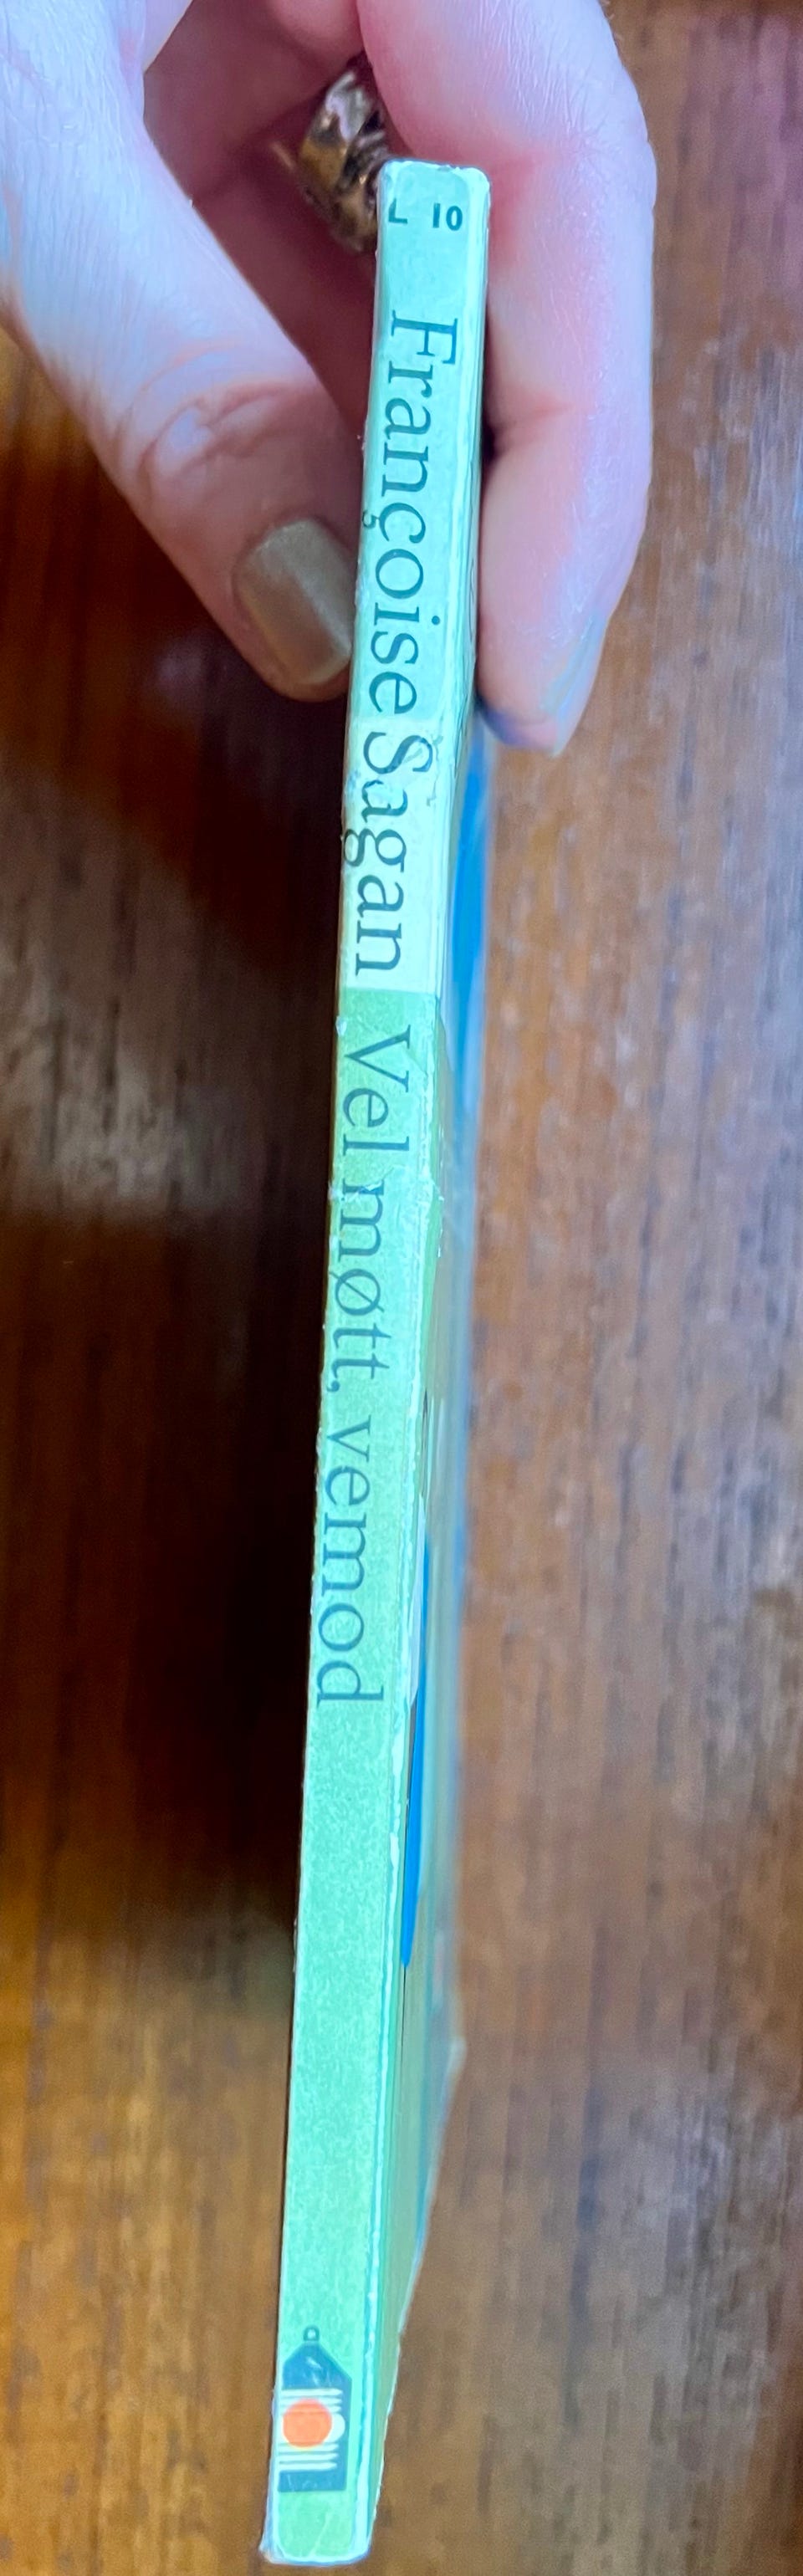 L 10
Françoise Sagan
Vel møtt, vemod